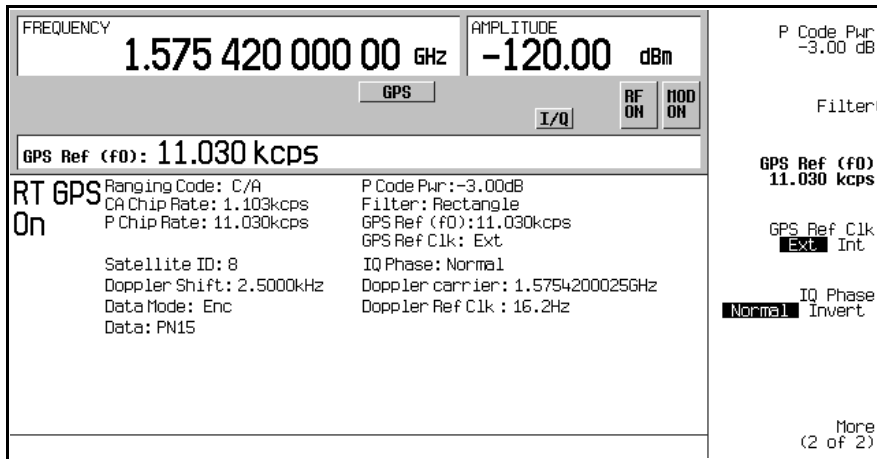 FREQUENCY
1.575 420 000 00 GHz
AMPLITUDE
-120.00 dBm
GPS
I/Q
RF ON
MOD ON
GPS Ref (f0): 11.030 kcps
RT GPS On
Ranging Code: C/A
CA Chip Rate: 1.103kcps
P Chip Rate: 11.030kcps
P Code Pwr:-3.00dB
Filter: Rectangle
GPS Ref (f0):11.030kcps
GPS Ref Clk: Ext
Satellite ID: 8
Doppler Shift: 2.5000kHz
Data Mode: Enc
Data: PN15
IQ Phase: Normal
Doppler carrier: 1.5754200025GHz
Doppler Ref Clk : 16.2Hz
P Code Pwr
-3.00 dB
Filter
GPS Ref (f0)
11.030 kcps
GPS Ref Clk
Ext Int
IQ Phase
Normal Invert
More
(2 of 2)